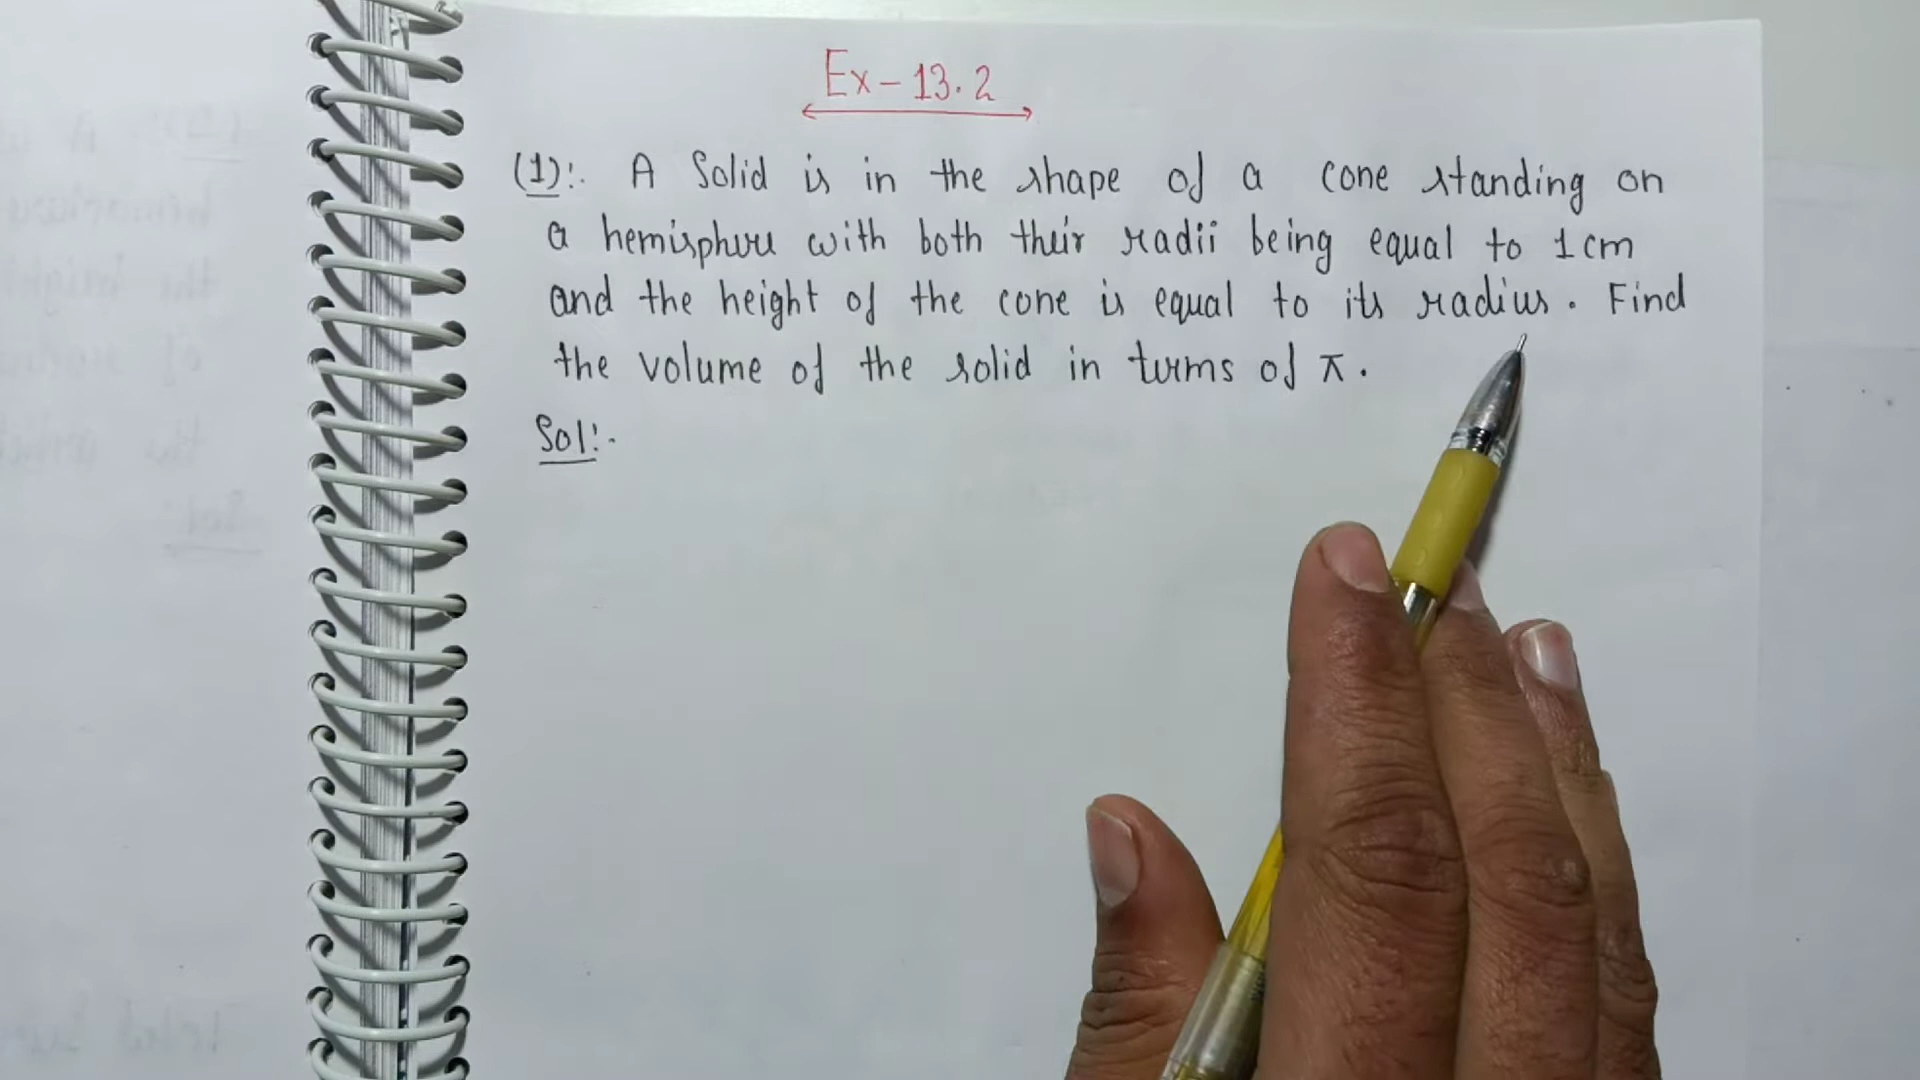 Ex-13.2
(1):. A Solid is in the shape of a cone standing on
a hemisphere with both their radii being equal to 1cm
and the height of the cone is equal to its radius. Find
the volume of the solid in terms of π.
Sol:.